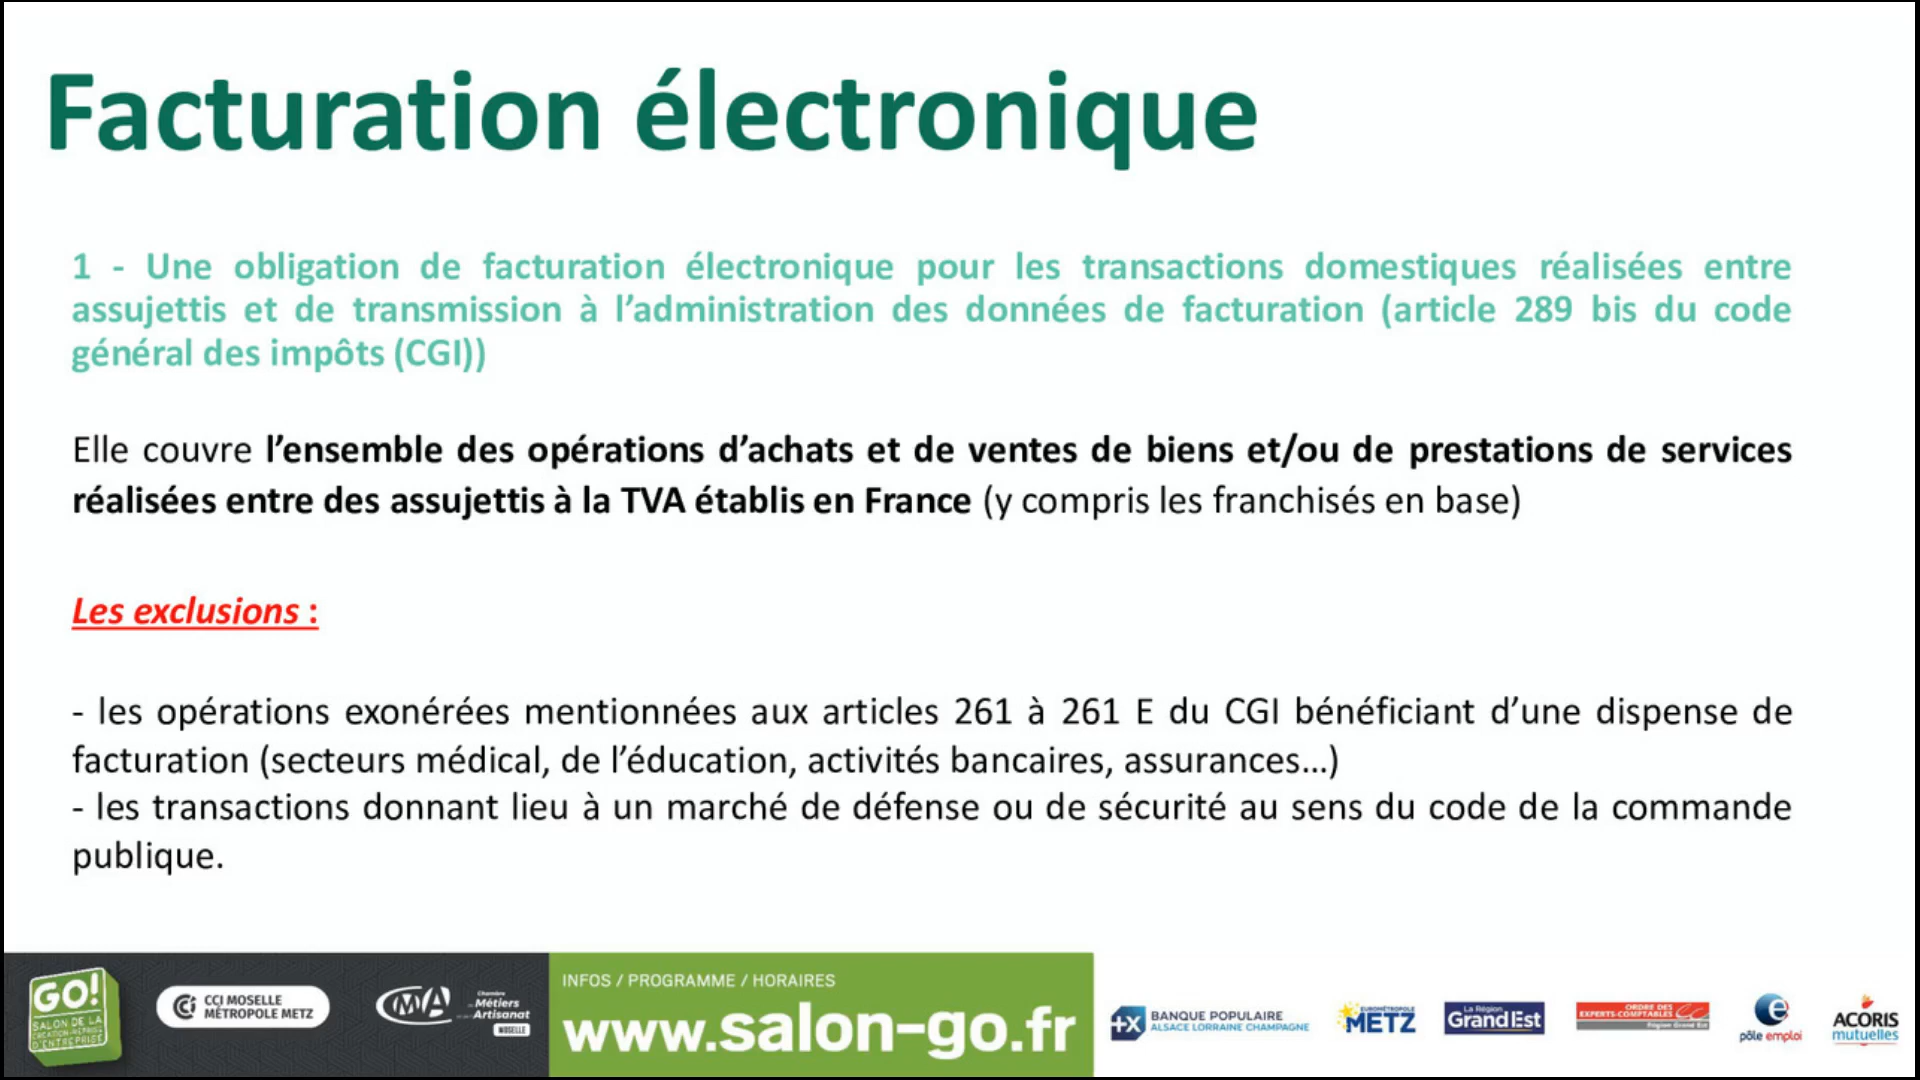 Facturation électronique
1 - Une obligation de facturation électronique pour les transactions domestiques réalisées entre
assujettis et de transmission à l’administration des données de facturation (article 289 bis du code
général des impôts (CGI))
Elle couvre l’ensemble des opérations d’achats et de ventes de biens et/ou de prestations de services
réalisées entre des assujettis à la TVA établis en France (y compris les franchisés en base)
Les exclusions :
- les opérations exonérées mentionnées aux articles 261 à 261 E du CGI bénéficiant d’une dispense de
facturation (secteurs médical, de l’éducation, activités bancaires, assurances…)
- les transactions donnant lieu à un marché de défense ou de sécurité au sens du code de la commande
publique.
GO!
SALON DE LA
CRÉATION-REPRISE
D'ENTREPRISE
CCI MOSELLE
MÉTROPOLE METZ
CMA
Chambre
de Métiers
et de l'Artisanat
MOSELLE
INFOS / PROGRAMME / HORAIRES
www.salon-go.fr
BANQUE POPULAIRE
ALSACE LORRAINE CHAMPAGNE
EUROMÉTROPOLE
METZ
La Région
Grand Est
ORDRE DES
EXPERTS-COMPTABLES
Région Grand Est
pôle emploi
ACORIS
mutuelles